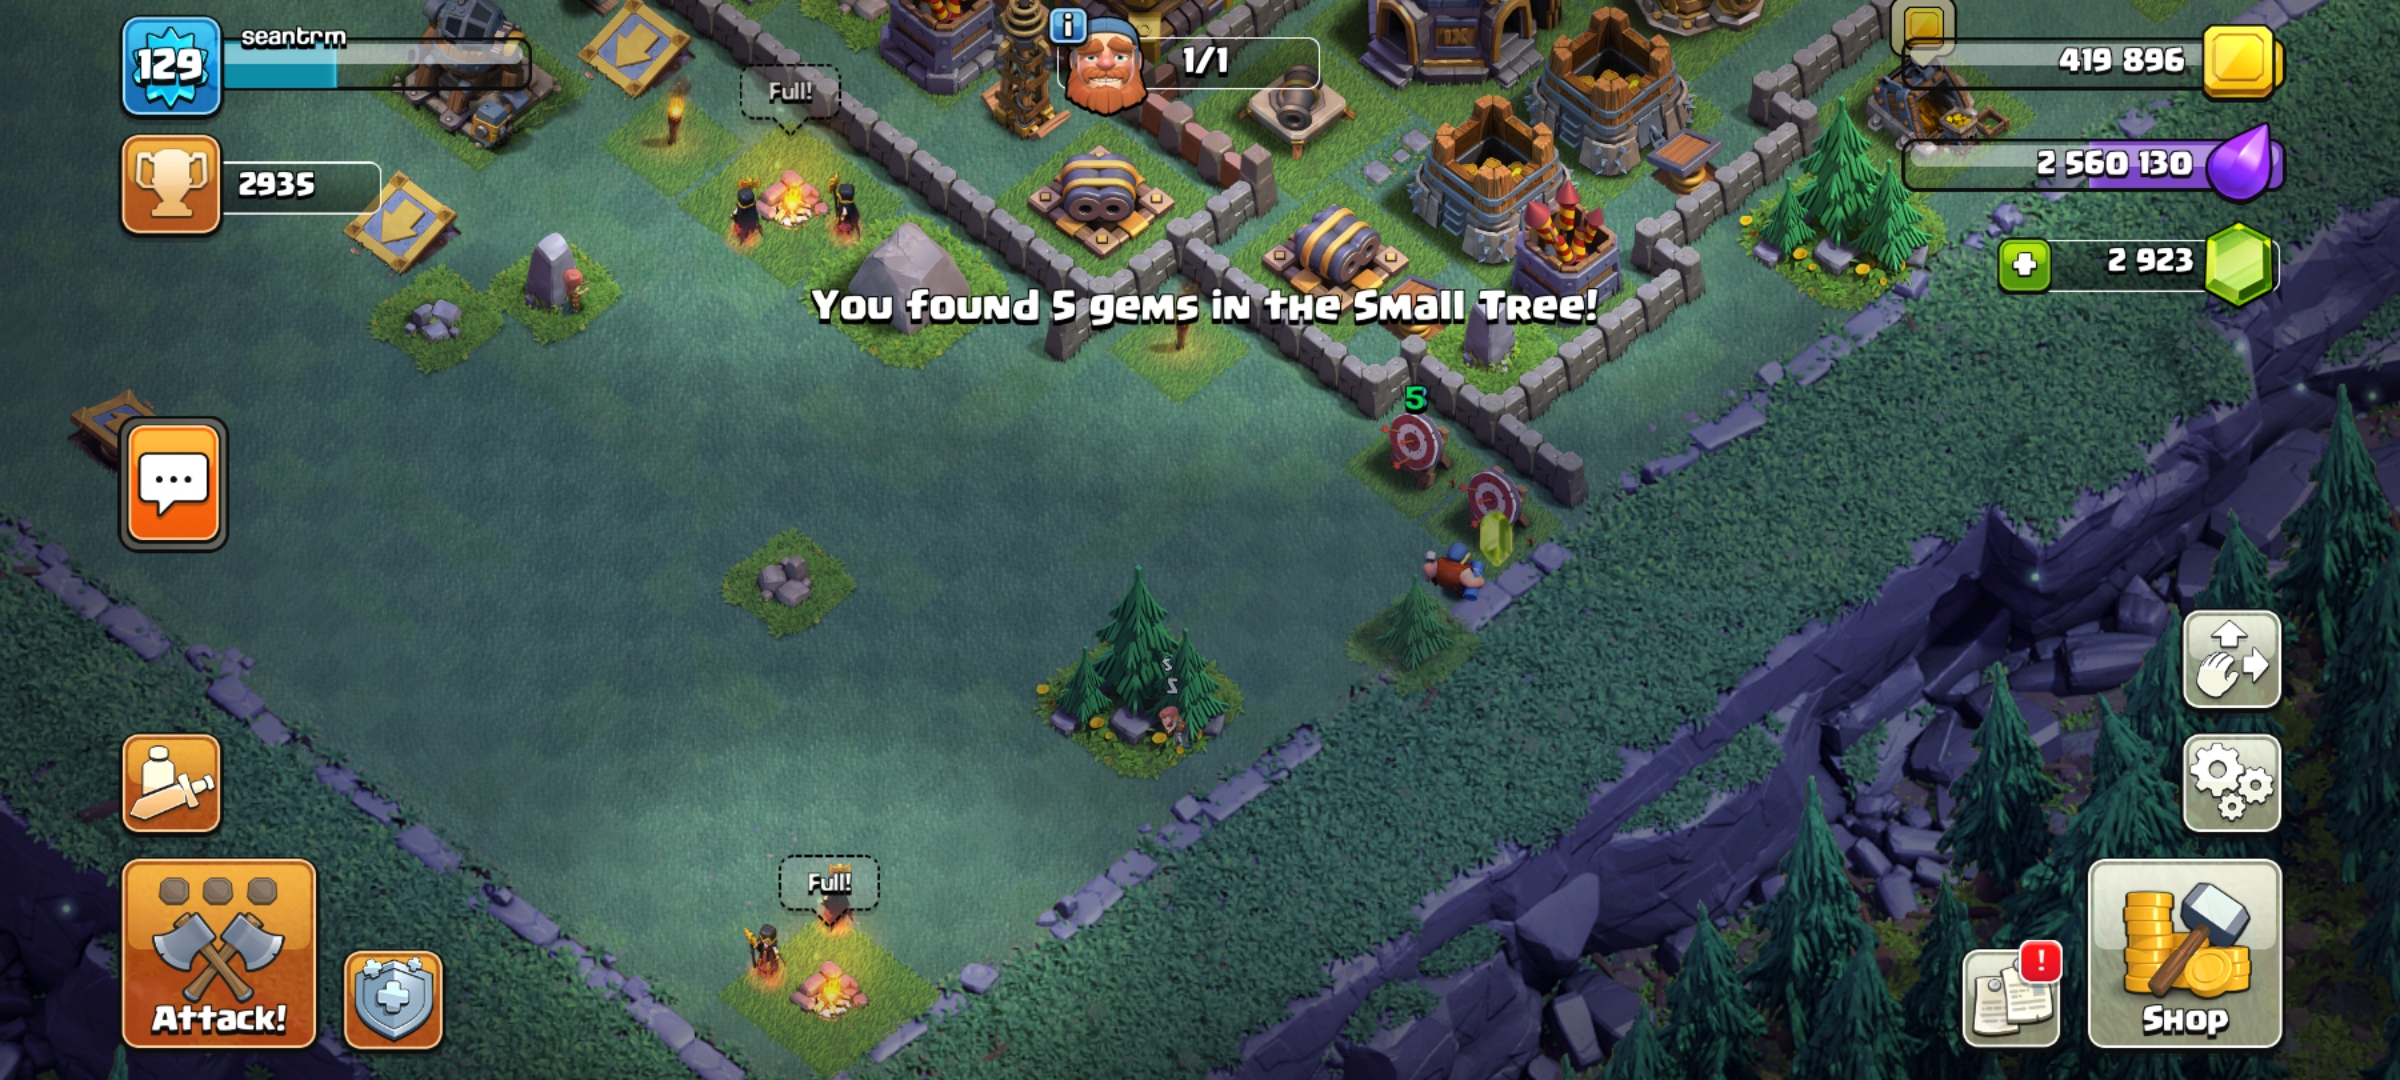 129
seantrm
1/1
419 896
Full!
IX
2935
2 560 130
2 923
You found 5 gems in the Small Tree!
5
Full!
Attack!
!
Shop